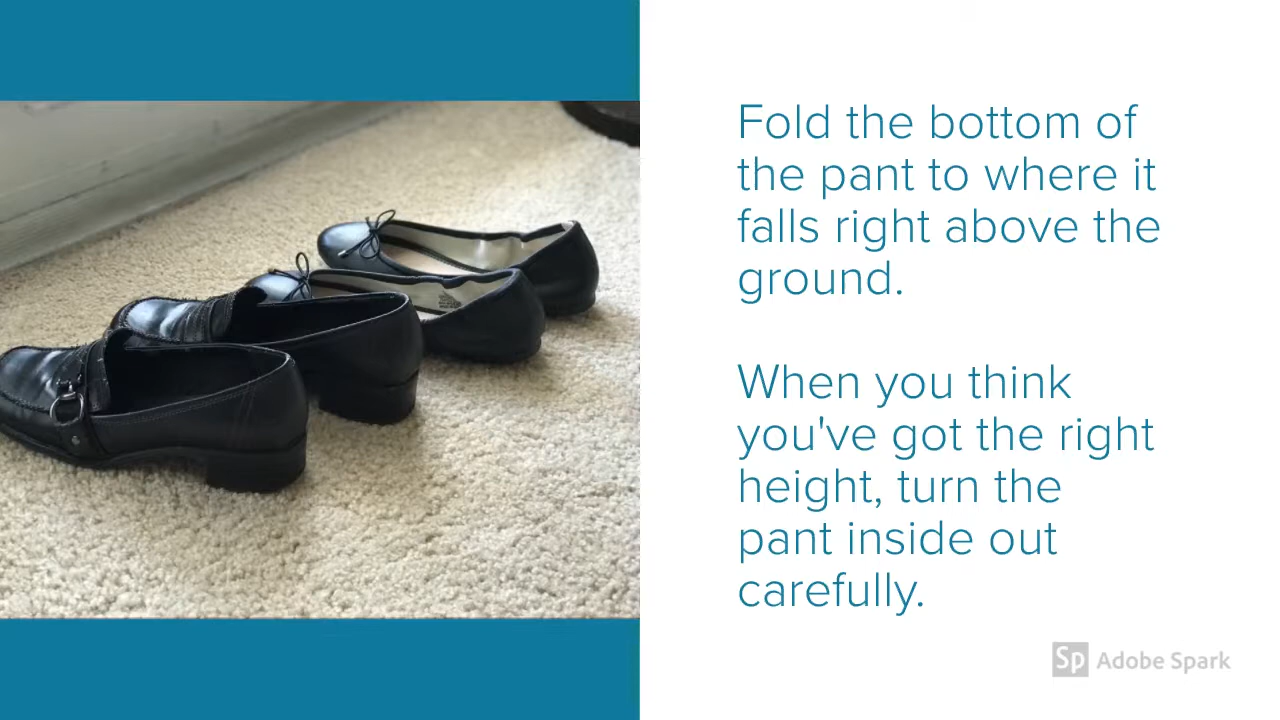 Fold the bottom of
the pant to where it
falls right above the
ground.
When you think
you've got the right
height, turn the
pant inside out
carefully.
Sp Adobe Spark